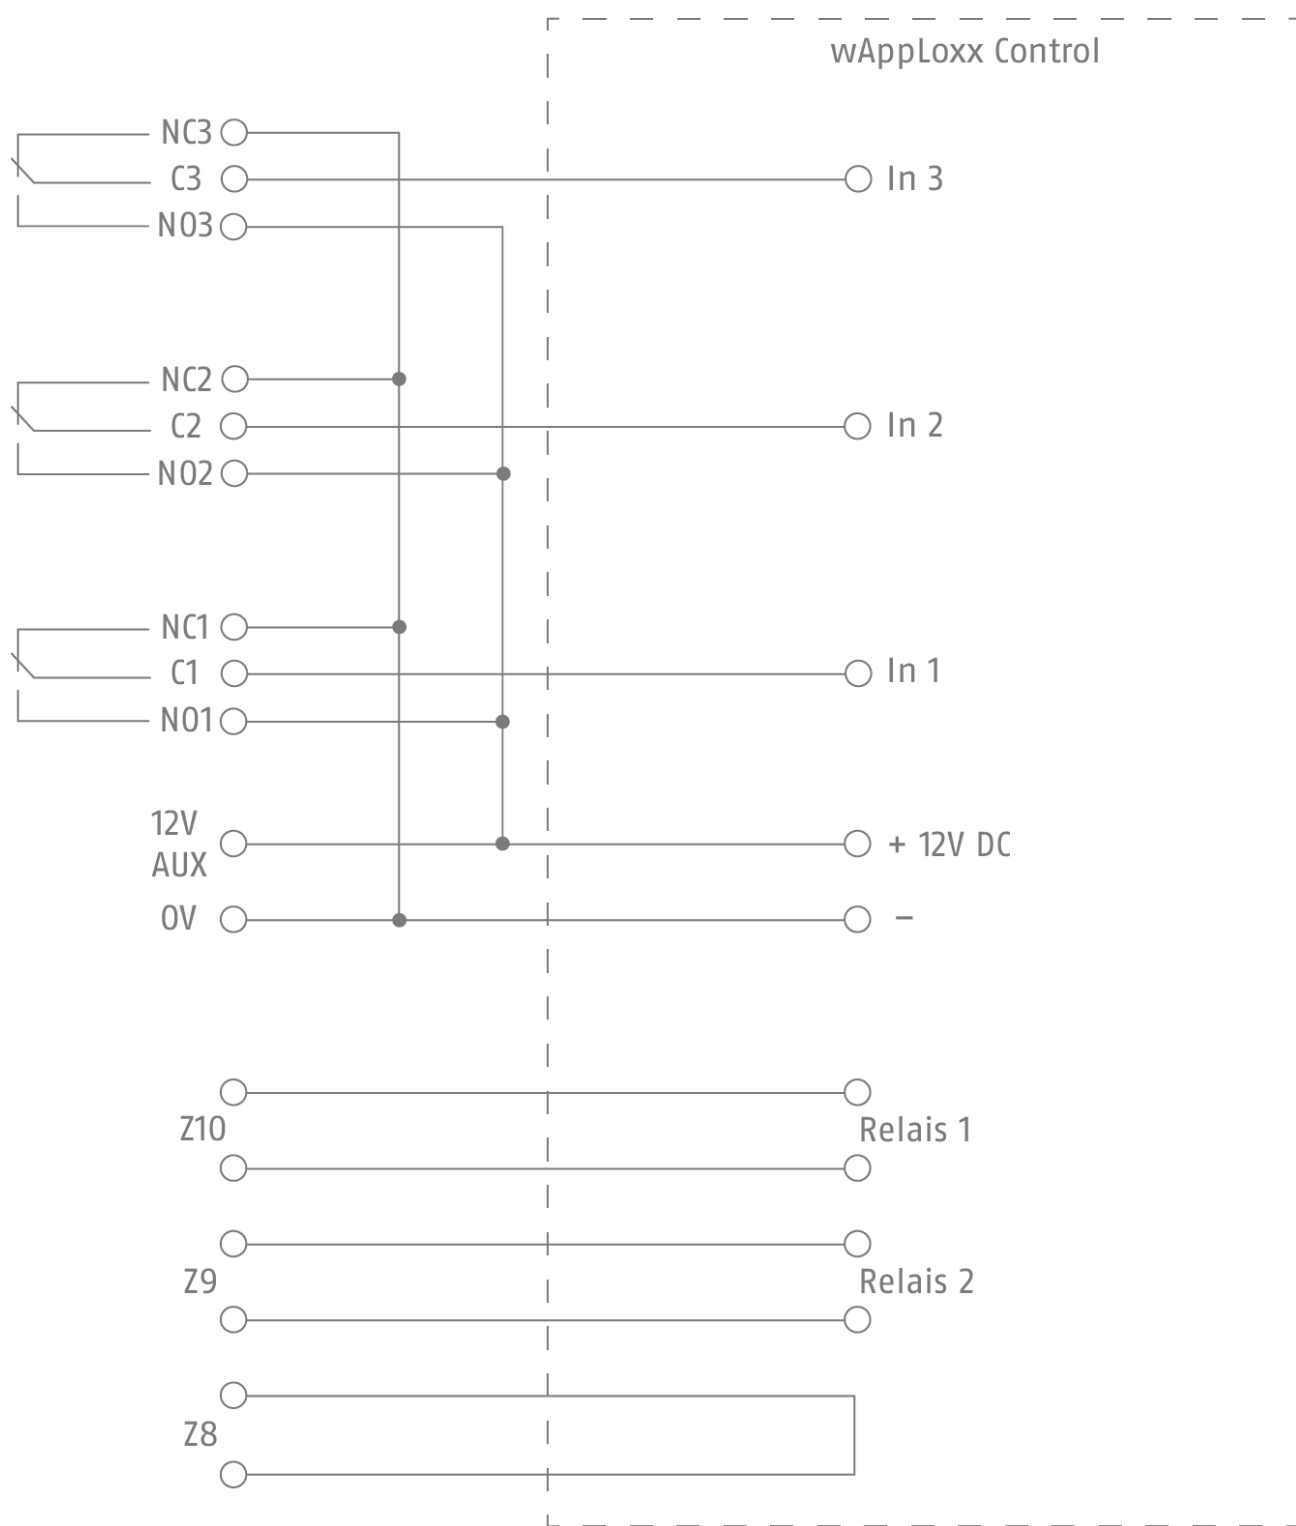 wAppLoxx Control
NC3
C3
In 3
NO3
NC2
C2
In 2
NO2
NC1
C1
In 1
NO1
12V
AUX
+ 12V DC
0V
–
Z10
Relais 1
Z9
Relais 2
Z8